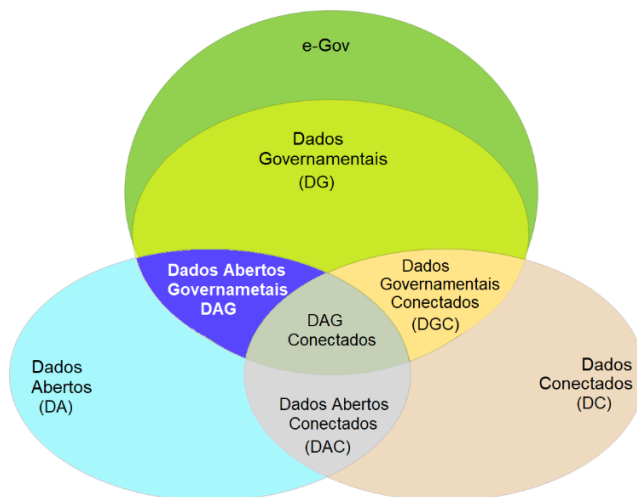 e-Gov
Dados
Governamentais
(DG)
Dados Abertos
Governametais
DAG
Dados
Governamentais
Conectados
(DGC)
DAG
Conectados
Dados
Abertos
(DA)
Dados
Conectados
(DC)
Dados Abertos
Conectados
(DAC)